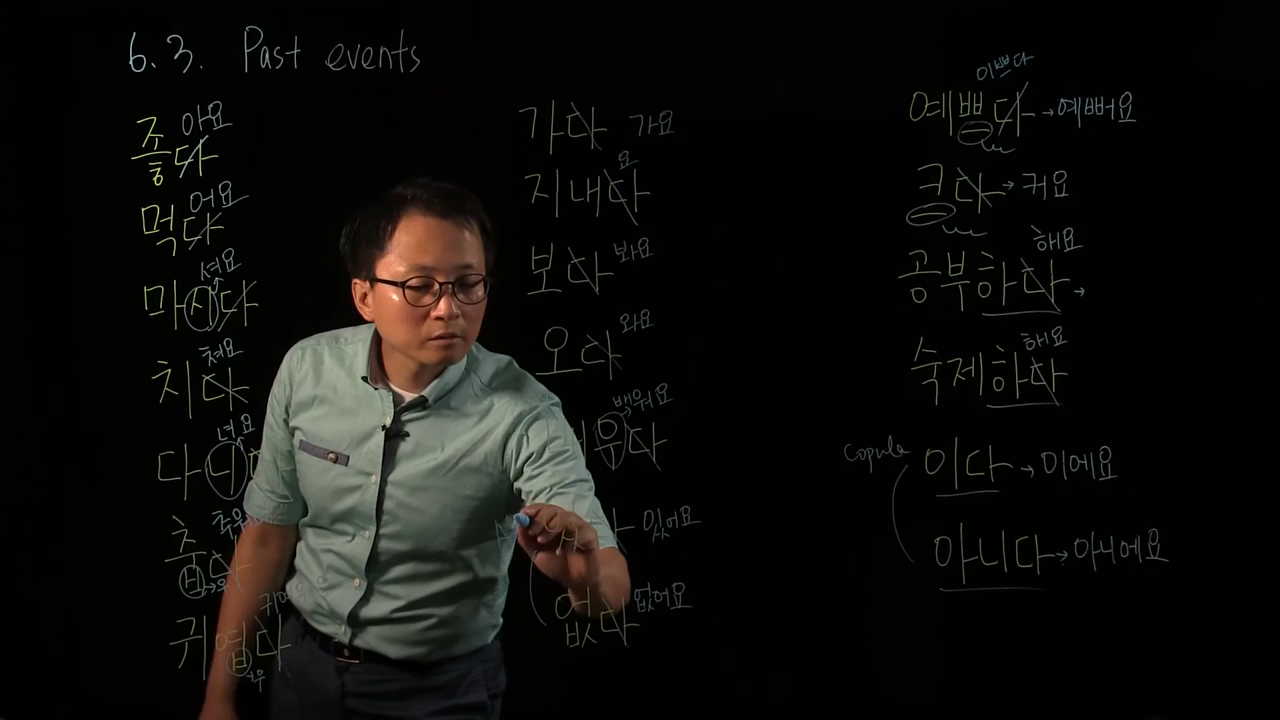 6.3. Past events
아요
좋다
어요
먹다
셔요
마시다
쳐요
치다
녀요
다니
추우
춥다
ㅂ→우
귀여우
귀엽다
→우
가다 가요
요
지내다
보다 봐요
오다 와요
배워요
우다
있어요
없다 없어요
이쁘다
예쁘다→예뻐요
크다→커요
해요
공부하다→
해요
숙제하다
Copula
이다→이에요
아니다→아니에요